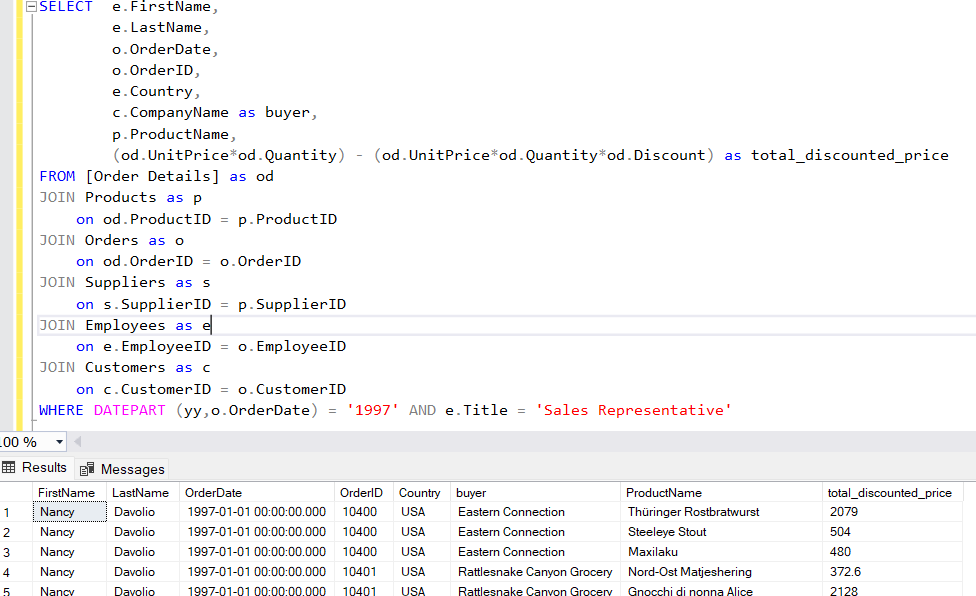 SELECT e.FirstName,
e.LastName,
o.OrderDate,
o.OrderID,
e.Country,
c.CompanyName as buyer,
p.ProductName,
(od.UnitPrice*od.Quantity) - (od.UnitPrice*od.Quantity*od.Discount) as total_discounted_price
FROM [Order Details] as od
JOIN Products as p
on od.ProductID = p.ProductID
JOIN Orders as o
on od.OrderID = o.OrderID
JOIN Suppliers as s
on s.SupplierID = p.SupplierID
JOIN Employees as e
on e.EmployeeID = o.EmployeeID
JOIN Customers as c
on c.CustomerID = o.CustomerID
WHERE DATEPART (yy,o.OrderDate) = '1997' AND e.Title = 'Sales Representative'
100 %
Results Messages
FirstName LastName OrderDate OrderID Country buyer ProductName total_discounted_price
1 Nancy Davolio 1997-01-01 00:00:00.000 10400 USA Eastern Connection Thüringer Rostbratwurst 2079
2 Nancy Davolio 1997-01-01 00:00:00.000 10400 USA Eastern Connection Steeleye Stout 504
3 Nancy Davolio 1997-01-01 00:00:00.000 10400 USA Eastern Connection Maxilaku 480
4 Nancy Davolio 1997-01-01 00:00:00.000 10401 USA Rattlesnake Canyon Grocery Nord-Ost Matjeshering 372.6
5 Nancy Davolio 1997-01-01 00:00:00.000 10401 USA Rattlesnake Canyon Grocery Gnocchi di nonna Alice 2128